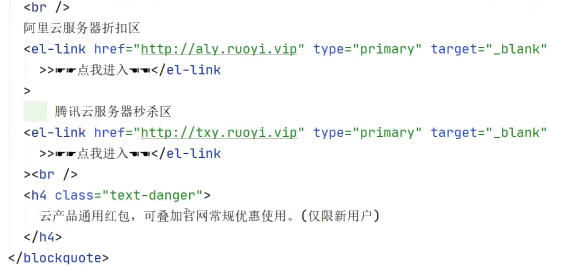 <br />
阿里云服务器折扣区
<el-link href="http://aly.ruoyi.vip" type="primary" target="_blank"
>>☛☛点我进入☚☚</el-link
>
腾讯云服务器秒杀区
<el-link href="http://txy.ruoyi.vip" type="primary" target="_blank"
>>☛☛点我进入☚☚</el-link
><br />
<h4 class="text-danger">
云产品通用红包，可叠加官网常规优惠使用。(仅限新用户)
</h4>
</blockquote>